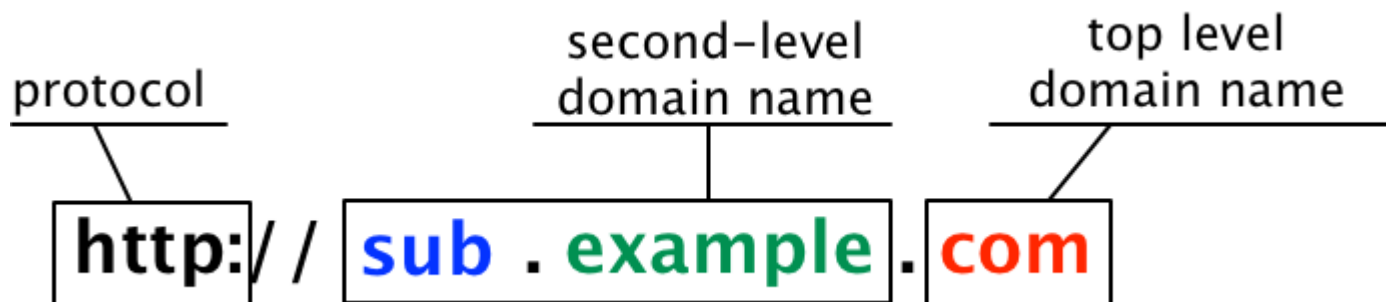 protocol
second-level
domain name
top level
domain name
http:// sub . example . com